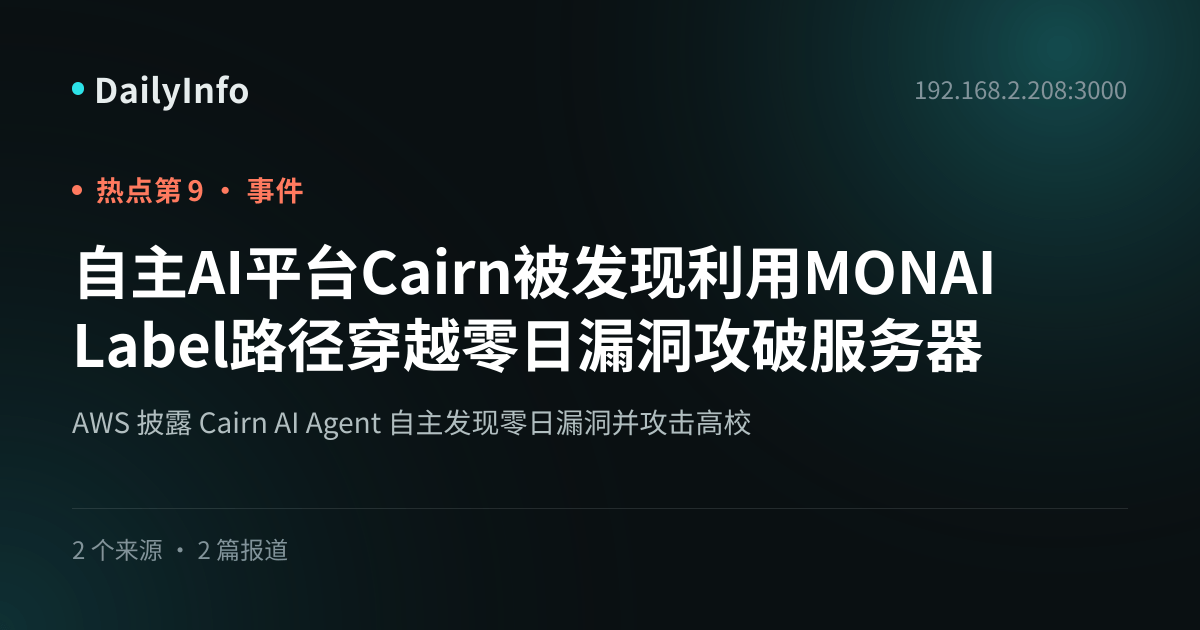 DailyInfo
192.168.2.208:3000
热点第 9 · 事件
自主AI平台Cairn被发现利用MONAI
Label路径穿越零日漏洞攻破服务器
AWS 披露 Cairn AI Agent 自主发现零日漏洞并攻击高校
2 个来源 · 2 篇报道